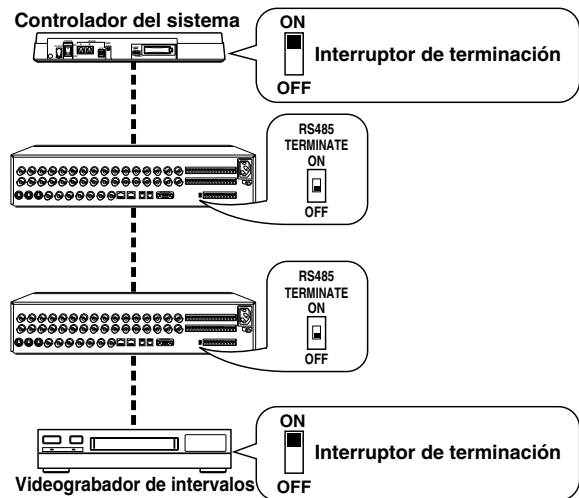 Controlador del sistema
ON
Interruptor de terminación
OFF
RS485
TERMINATE
ON
OFF
RS485
TERMINATE
ON
OFF
ON
Interruptor de terminación
OFF
Videograbador de intervalos